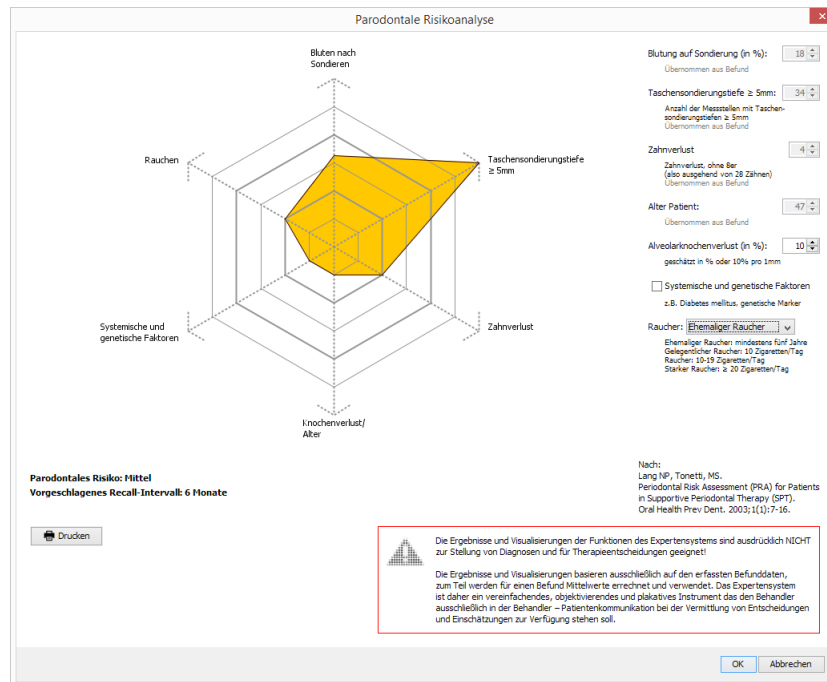 Parodontale Risikoanalyse
Bluten nach
Sondieren
Taschensondierungstiefe
≥ 5mm
Zahnverlust
Knochenverlust/
Alter
Systemische und
genetische Faktoren
Rauchen
Blutung auf Sondierung (in %): 18
Übernommen aus Befund
Taschensondierungstiefe ≥ 5mm: 34
Anzahl der Messstellen mit Taschen-
sondierungstiefen ≥ 5mm
Übernommen aus Befund
Zahnverlust 4
Zahnverlust, ohne 8er
(also ausgehend von 28 Zähnen)
Übernommen aus Befund
Alter Patient: 47
Übernommen aus Befund
Alveolarknochenverlust (in %): 10
geschätzt in % oder 10% pro 1mm
Systemische und genetische Faktoren
z.B. Diabetes mellitus, genetische Marker
Raucher: Ehemaliger Raucher
Ehemaliger Raucher: mindestens fünf Jahre
Gelegentlicher Raucher: 10 Zigaretten/Tag
Raucher: 10-19 Zigaretten/Tag
Starker Raucher: ≥ 20 Zigaretten/Tag
Parodontales Risiko: Mittel
Vorgeschlagenes Recall-Intervall: 6 Monate
Nach:
Lang NP, Tonetti, MS.
Periodontal Risk Assessment (PRA) for Patients
in Supportive Periodontal Therapy (SPT).
Oral Health Prev Dent. 2003;1(1):7-16.
Drucken
Die Ergebnisse und Visualisierungen der Funktionen des Expertensystems sind ausdrücklich NICHT
zur Stellung von Diagnosen und für Therapieentscheidungen geeignet!
Die Ergebnisse und Visualisierungen basieren ausschließlich auf den erfassten Befunddaten,
zum Teil werden für einen Befund Mittelwerte errechnet und verwendet. Das Expertensystem
ist daher ein vereinfachendes, objektivierendes und plakatives Instrument das den Behandler
ausschließlich in der Behandler – Patientenkommunikation bei der Vermittlung von Entscheidungen
und Einschätzungen zur Verfügung stehen soll.
OK
Abbrechen